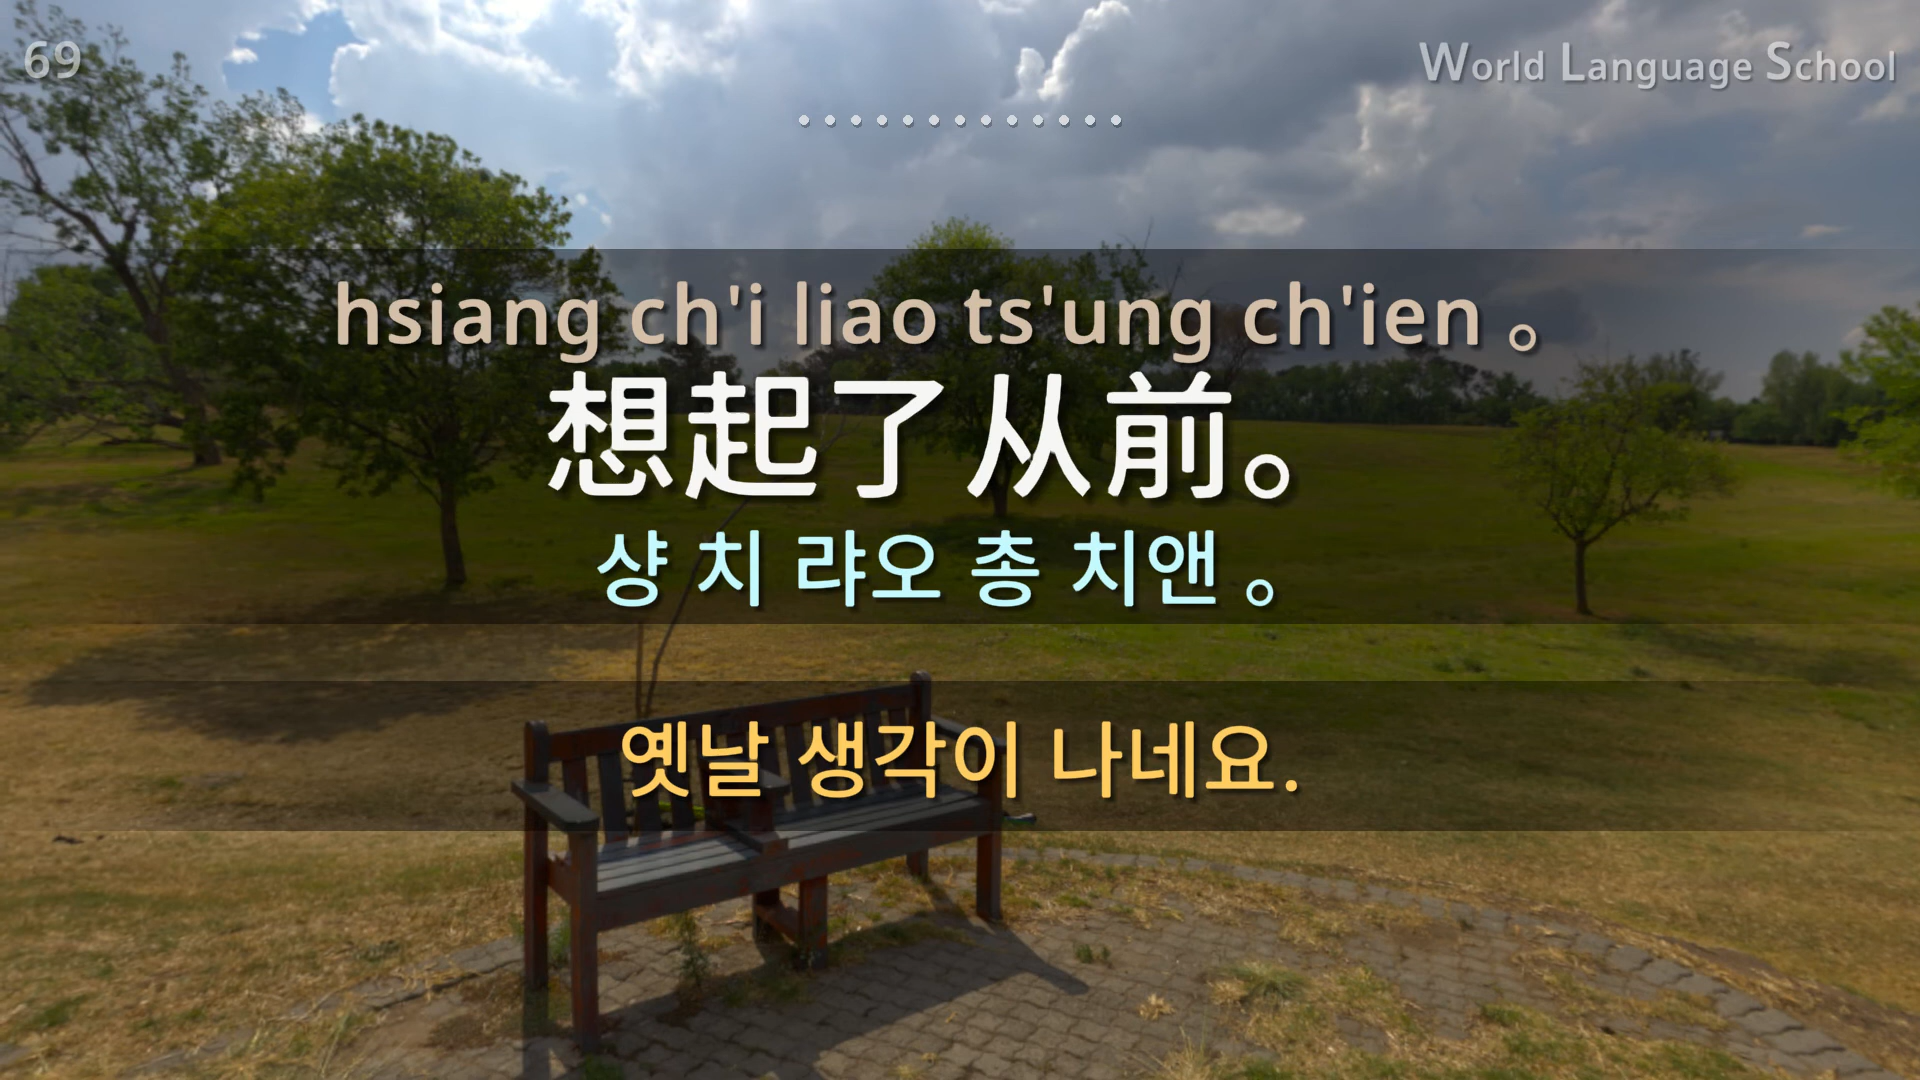 69
World Language School
hsiang ch'i liao ts'ung ch'ien 。
想起了从前。
샹 치 랴오 총 치앤 。
옛날 생각이 나네요.